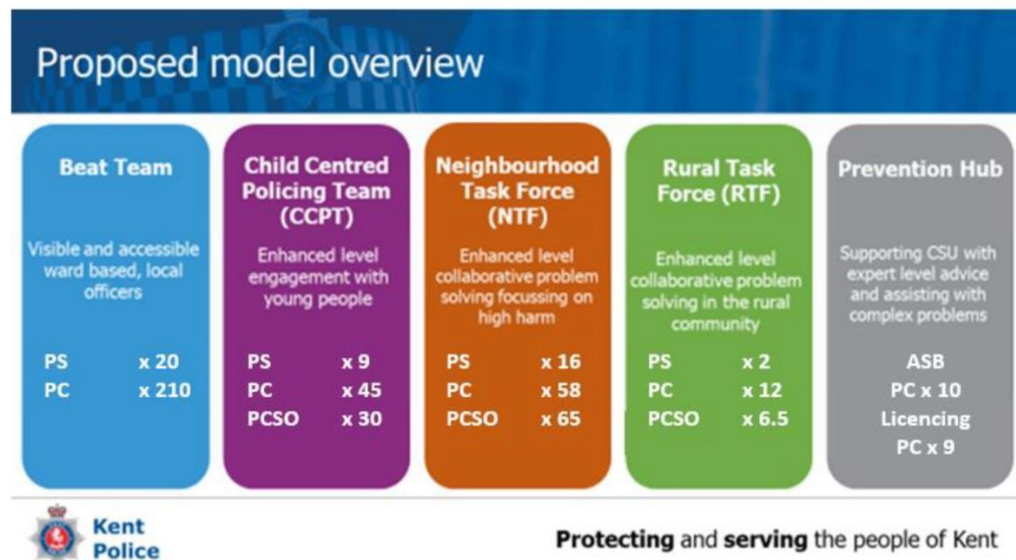 Proposed model overview
Beat Team
Visible and accessible
ward based, local
officers
PS x 20
PC x 210
Child Centred
Policing Team
(CCPT)
Enhanced level
engagement with
young people
PS x 9
PC x 45
PCSO x 30
Neighbourhood
Task Force
(NTF)
Enhanced level
collaborative problem
solving focussing on
high harm
PS x 16
PC x 58
PCSO x 65
Rural Task
Force (RTF)
Enhanced level
collaborative problem
solving in the rural
community
PS x 2
PC x 12
PCSO x 6.5
Prevention Hub
Supporting CSU with
expert level advice
and assisting with
complex problems
ASB
PC x 10
Licencing
PC x 9
Kent
Police
Protecting and serving the people of Kent